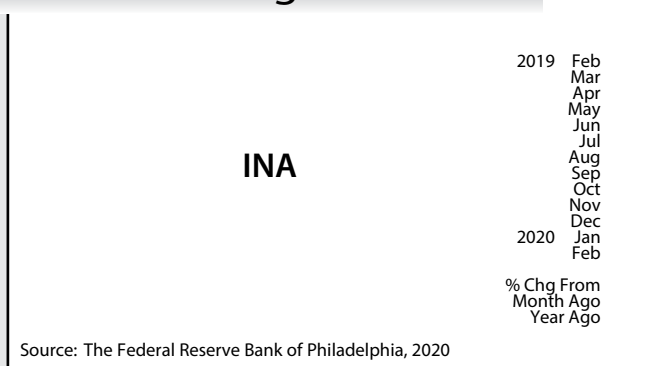 INA
2019 Feb
Mar
Apr
May
Jun
Jul
Aug
Sep
Oct
Nov
Dec
2020 Jan
Feb
% Chg From
Month Ago
Year Ago
Source: The Federal Reserve Bank of Philadelphia, 2020